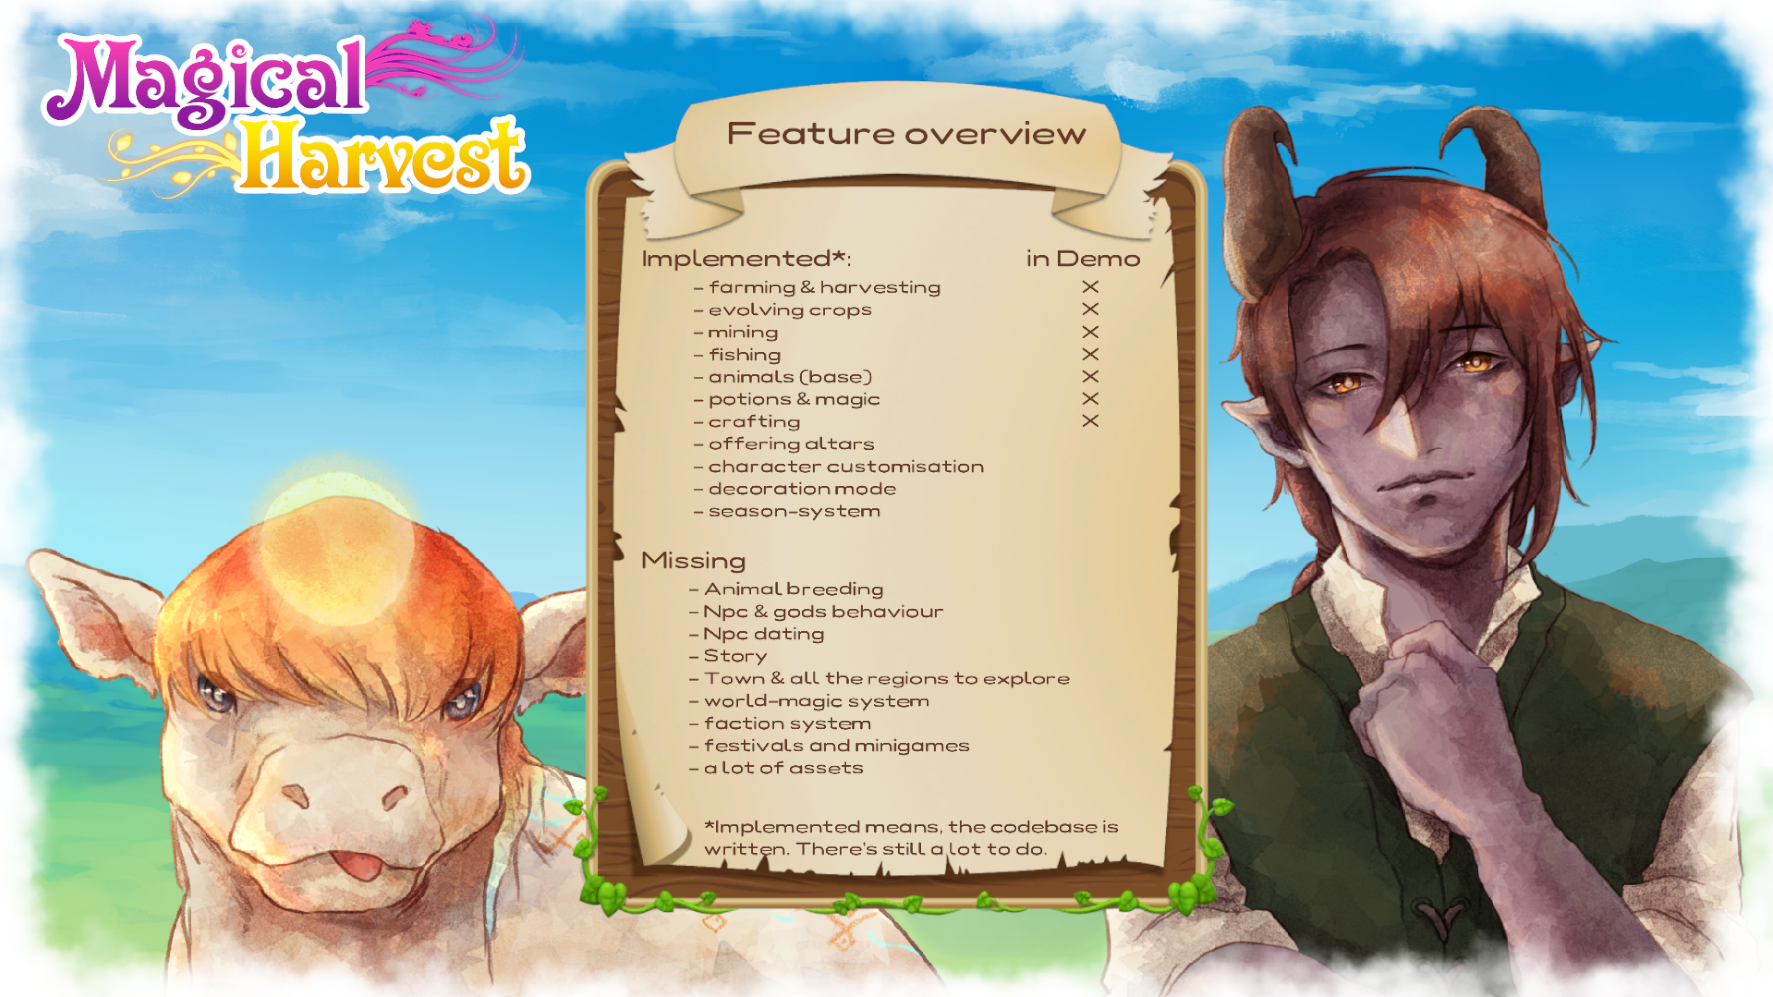 Magical
Harvest
Feature overview
Implemented*: in Demo
- farming & harvesting X
- evolving crops X
- mining X
- fishing X
- animals (base) X
- potions & magic X
- crafting X
- offering altars
- character customisation
- decoration mode
- season-system
Missing
- Animal breeding
- Npc & gods behaviour
- Npc dating
- Story
- Town & all the regions to explore
- world-magic system
- faction system
- festivals and minigames
- a lot of assets
*Implemented means, the codebase is
written. There's still a lot to do.